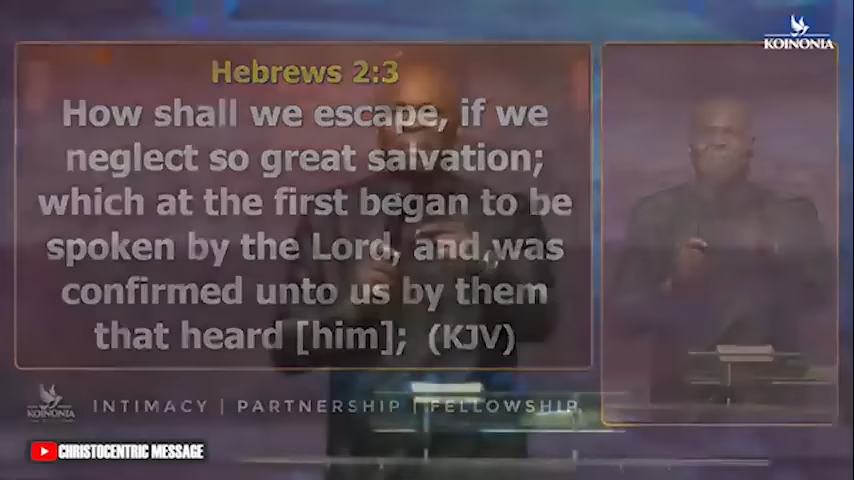 KOINONIA
Hebrews 2:3
How shall we escape, if we
neglect so great salvation;
which at the first began to be
spoken by the Lord, and was
confirmed unto us by them
that heard [him]; (KJV)
KOINONIA
INTIMACY | PARTNERSHIP | FELLOWSHIP
CHRISTOCENTRIC MESSAGE